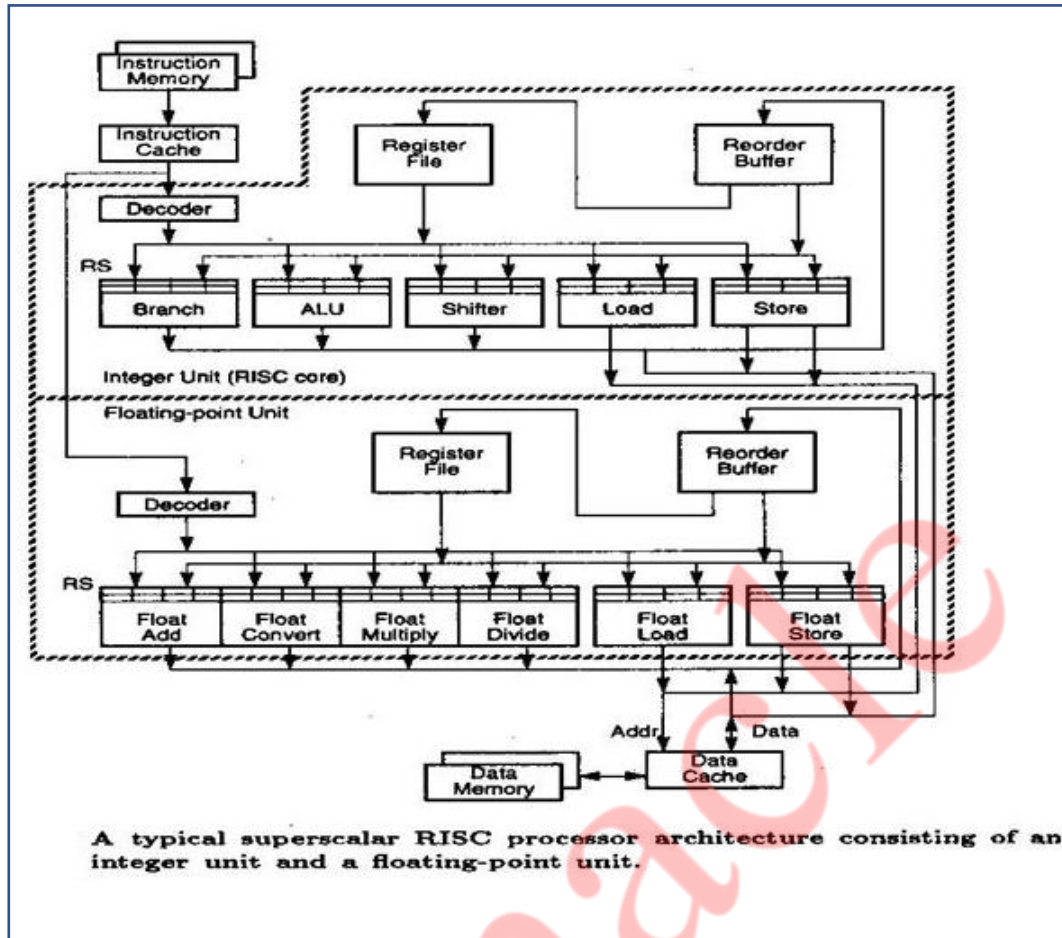 Instruction
Memory
Instruction
Cache
Register
File
Reorder
Buffer
Decoder
RS
Branch
ALU
Shifter
Load
Store
Integer Unit (RISC core)
Floating-point Unit
Register
File
Reorder
Buffer
Decoder
RS
Float
Add
Float
Convert
Float
Multiply
Float
Divide
Float
Load
Float
Store
Addr
Data
Data
Memory
Data
Cache
A typical superscalar RISC processor architecture consisting of an
integer unit and a floating-point unit.
acle